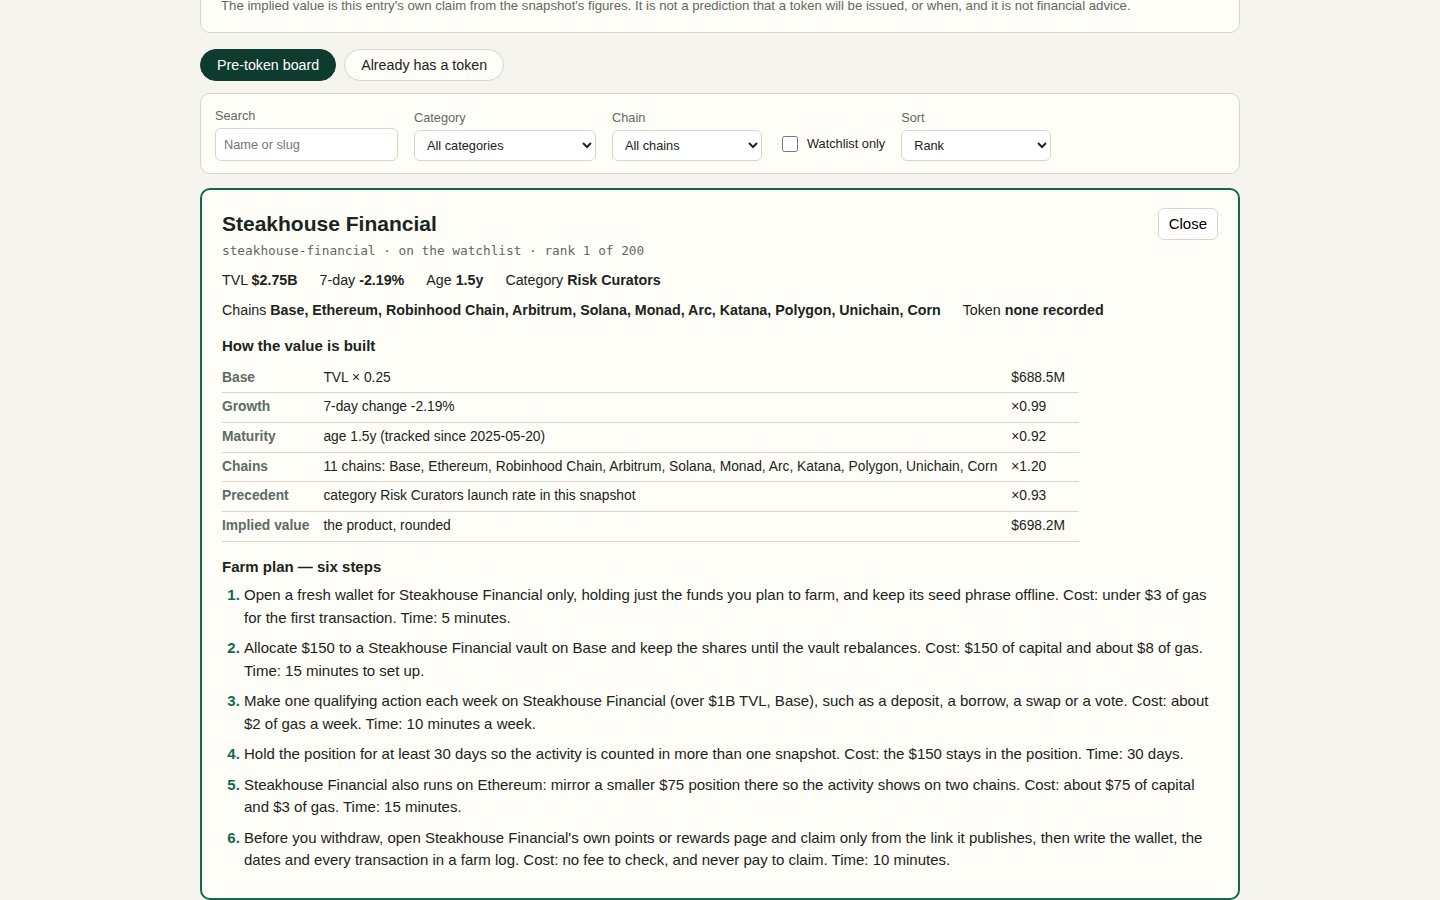 The implied value is this entry's own claim from the snapshot's figures. It is not a prediction that a token will be issued, or when, and it is not financial advice.
Pre-token board
Already has a token
Search
Category
Chain
Sort
Name or slug
All categories
All chains
Watchlist only
Rank
Steakhouse Financial
Close
steakhouse-financial · on the watchlist · rank 1 of 200
TVL $2.75B 7-day -2.19% Age 1.5y Category Risk Curators
Chains Base, Ethereum, Robinhood Chain, Arbitrum, Solana, Monad, Arc, Katana, Polygon, Unichain, Corn Token none recorded
How the value is built
Base TVL × 0.25 $688.5M
Growth 7-day change -2.19% ×0.99
Maturity age 1.5y (tracked since 2025-05-20) ×0.92
Chains 11 chains: Base, Ethereum, Robinhood Chain, Arbitrum, Solana, Monad, Arc, Katana, Polygon, Unichain, Corn ×1.20
Precedent category Risk Curators launch rate in this snapshot ×0.93
Implied value the product, rounded $698.2M
Farm plan — six steps
1. Open a fresh wallet for Steakhouse Financial only, holding just the funds you plan to farm, and keep its seed phrase offline. Cost: under $3 of gas
for the first transaction. Time: 5 minutes.
2. Allocate $150 to a Steakhouse Financial vault on Base and keep the shares until the vault rebalances. Cost: $150 of capital and about $8 of gas.
Time: 15 minutes to set up.
3. Make one qualifying action each week on Steakhouse Financial (over $1B TVL, Base), such as a deposit, a borrow, a swap or a vote. Cost: about
$2 of gas a week. Time: 10 minutes a week.
4. Hold the position for at least 30 days so the activity is counted in more than one snapshot. Cost: the $150 stays in the position. Time: 30 days.
5. Steakhouse Financial also runs on Ethereum: mirror a smaller $75 position there so the activity shows on two chains. Cost: about $75 of capital
and $3 of gas. Time: 15 minutes.
6. Before you withdraw, open Steakhouse Financial's own points or rewards page and claim only from the link it publishes, then write the wallet, the
dates and every transaction in a farm log. Cost: no fee to check, and never pay to claim. Time: 10 minutes.